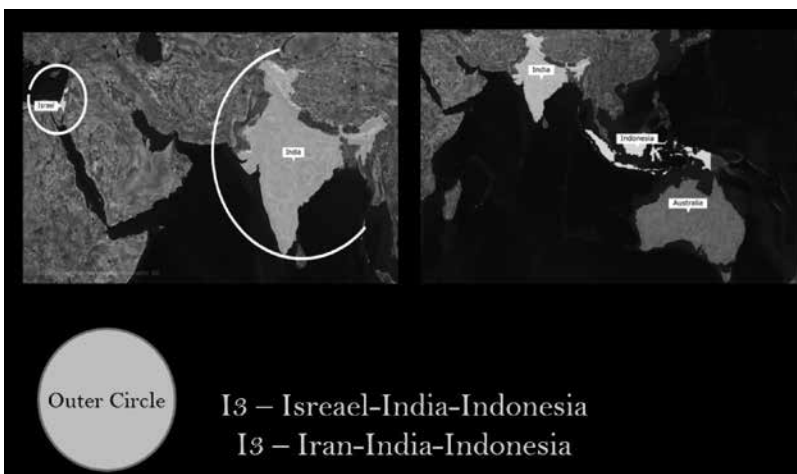 Israel
India
India
Indonesia
Australia
Outer Circle
I3 – Isreael-India-Indonesia
I3 – Iran-India-Indonesia